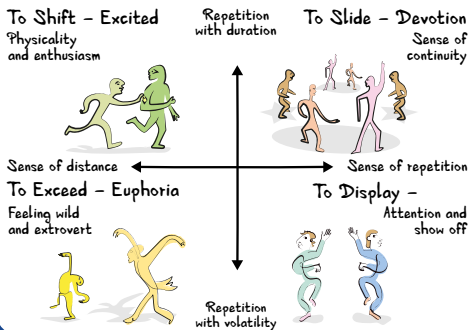 To Shift – Excited
Physicality
and enthusiasm
Repetition
with duration
To Slide – Devotion
Sense of
continuity
Sense of distance
Sense of repetition
To Exceed – Euphoria
Feeling wild
and extrovert
To Display –
Attention and
show off
Repetition
with volatility